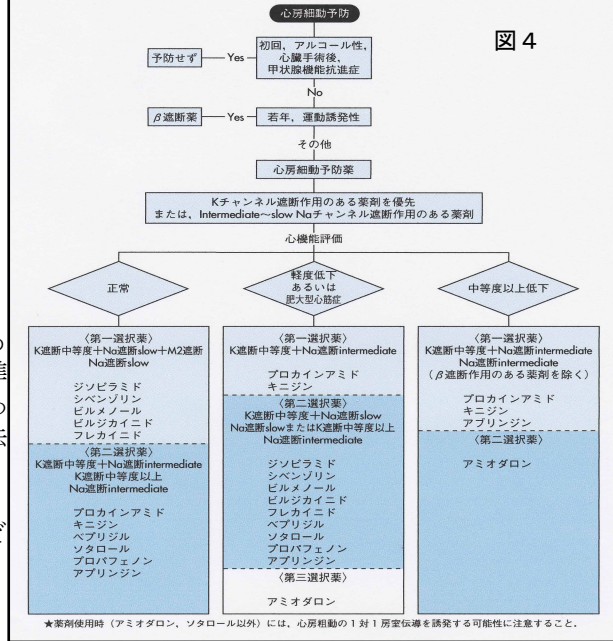 心房細動予防
図4
初回，アルコール性，
心臓手術後，
甲状腺機能抗進症
Yes
予防せず
No
若年，運動誘発性
Yes
β遮断薬
その他
心房細動予防薬
Kチャンネル遮断作用のある薬剤を優先
または，Intermediate～slow Naチャンネル遮断作用のある薬剤
心機能評価
正常
〈第一選択薬〉
K遮断中等度＋Na遮断slow＋M2遮断
Na遮断slow
ジソピラミド
シベンゾリン
ピルメノール
ピルジカイニド
フレカイニド
〈第二選択薬〉
K遮断中等度＋Na遮断intermediate
K遮断中等度以上
Na遮断intermediate
プロカインアミド
キニジン
ベプリジル
ソタロール
プロパフェノン
アプリンジン
軽度低下
あるいは
肥大型心筋症
〈第一選択薬〉
K遮断中等度＋Na遮断intermediate
プロカインアミド
キニジン
〈第二選択薬〉
K遮断中等度＋Na遮断slow
Na遮断slowまたはK遮断中等度以上
Na遮断intermediate
ジソピラミド
シベンゾリン
ピルメノール
ピルジカイニド
フレカイニド
ベプリジル
ソタロール
プロパフェノン
アプリンジン
〈第三選択薬〉
アミオダロン
中等度以上低下
〈第一選択薬〉
K遮断中等度＋Na遮断intermediate
Na遮断intermediate
（β遮断作用のある薬剤を除く）
プロカインアミド
キニジン
アプリンジン
〈第二選択薬〉
アミオダロン
★薬剤使用時（アミオダロン，ソタロール以外）には，心房粗動の1対1房室伝導を誘発する可能性に注意すること．